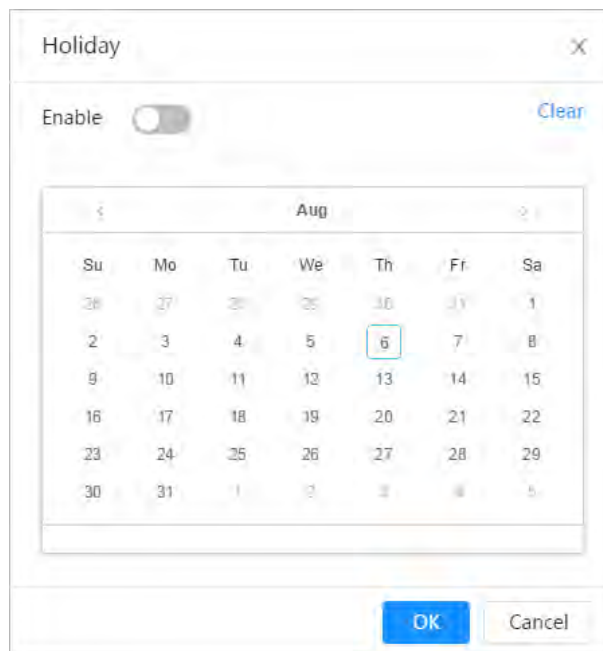 Holiday ×
Enable Clear
< Aug >
Su Mo Tu We Th Fr Sa
26 27 28 29 30 31 1
2 3 4 5 6 7 8
9 10 11 12 13 14 15
16 17 18 19 20 21 22
23 24 25 26 27 28 29
30 31 1 2 3 4 5
OK Cancel